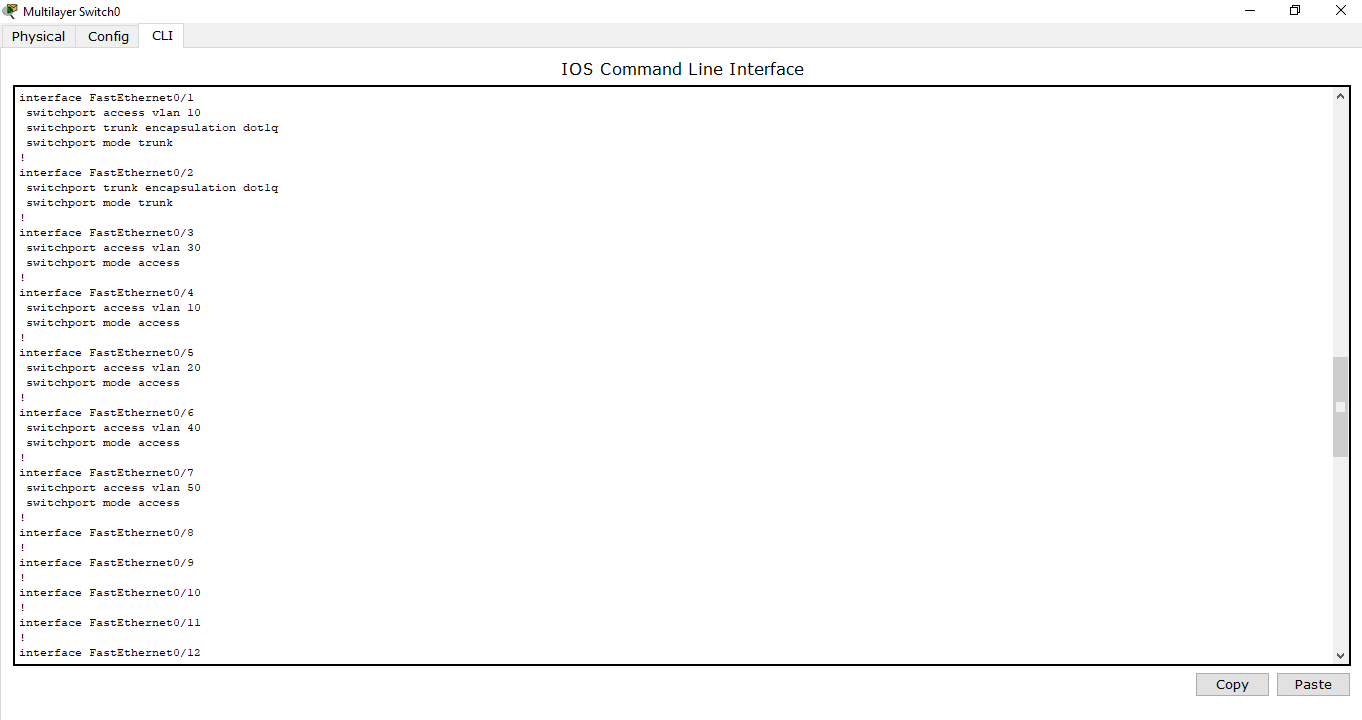 Multilayer Switch0
Physical Config CLI
IOS Command Line Interface
interface FastEthernet0/1
 switchport access vlan 10
 switchport trunk encapsulation dot1q
 switchport mode trunk
!
interface FastEthernet0/2
 switchport trunk encapsulation dot1q
 switchport mode trunk
!
interface FastEthernet0/3
 switchport access vlan 30
 switchport mode access
!
interface FastEthernet0/4
 switchport access vlan 10
 switchport mode access
!
interface FastEthernet0/5
 switchport access vlan 20
 switchport mode access
!
interface FastEthernet0/6
 switchport access vlan 40
 switchport mode access
!
interface FastEthernet0/7
 switchport access vlan 50
 switchport mode access
!
interface FastEthernet0/8
!
interface FastEthernet0/9
!
interface FastEthernet0/10
!
interface FastEthernet0/11
!
interface FastEthernet0/12
Copy Paste